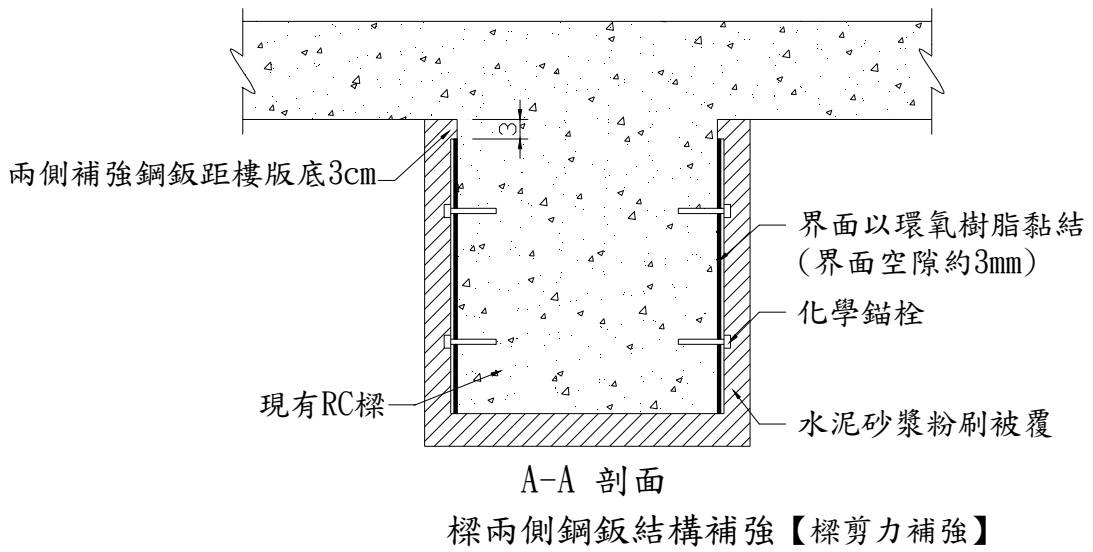 3
兩側補強鋼鈑距樓版底3cm
界面以環氧樹脂黏結
(界面空隙約3mm)
化學錨栓
現有RC樑
水泥砂漿粉刷被覆
A-A 剖面
樑兩側鋼鈑結構補強【樑剪力補強】